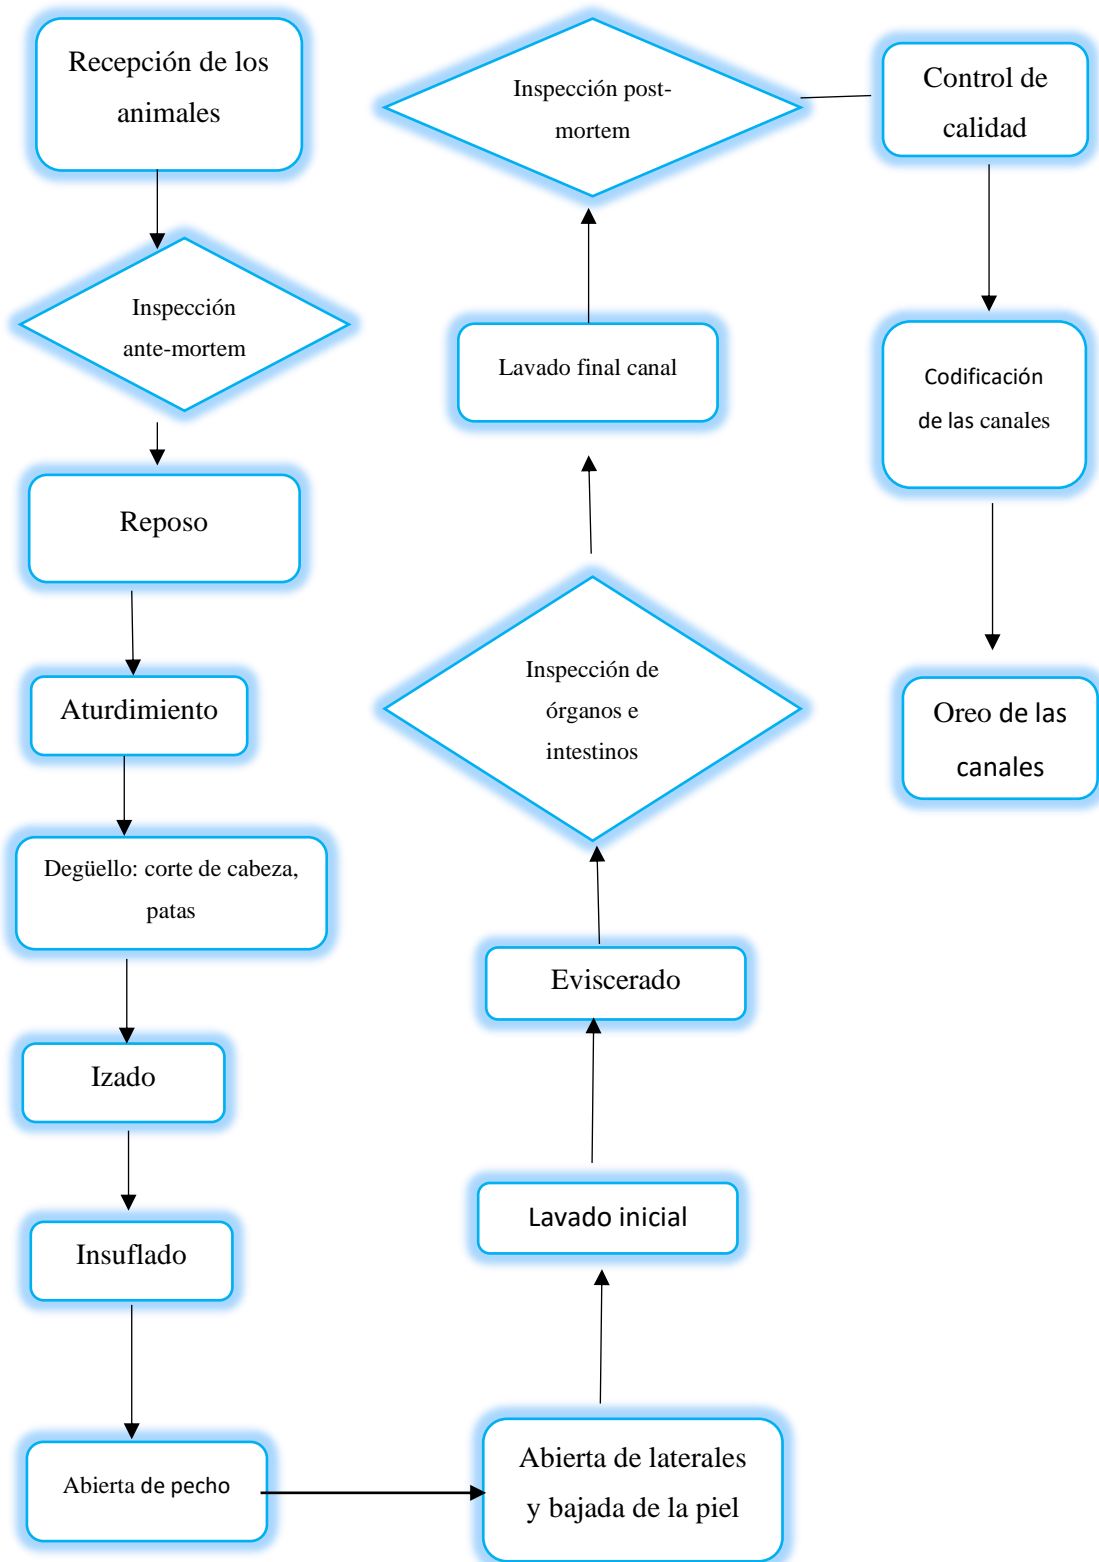 Recepción de los
animales
Inspección
ante-mortem
Reposo
Aturdimiento
Degüello: corte de cabeza,
patas
Izado
Insuflado
Abierta de pecho
Abierta de laterales
y bajada de la piel
Lavado inicial
Eviscerado
Inspección de
órganos e
intestinos
Lavado final canal
Inspección post-
mortem
Control de
calidad
Codificación
de las canales
Oreo de las
canales